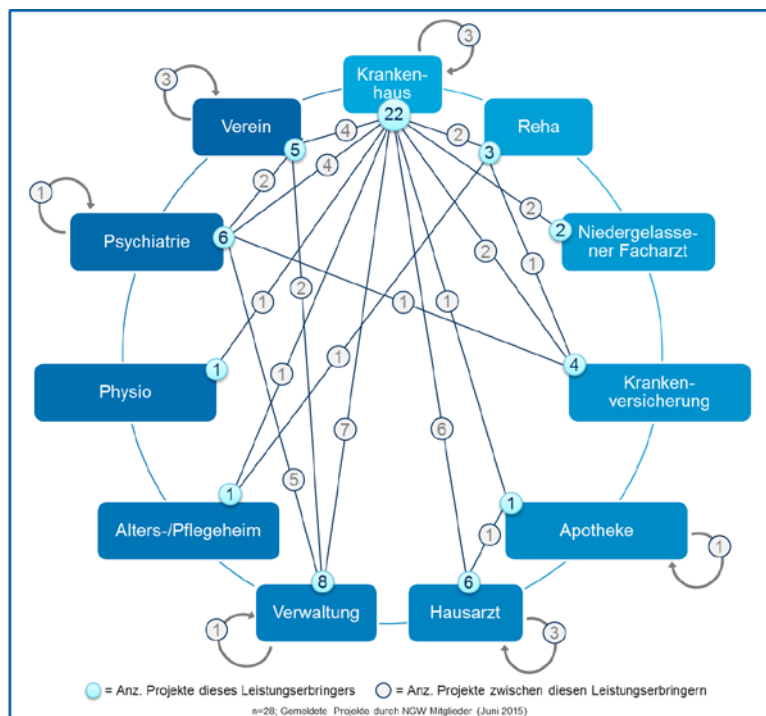 3
Kranken-
haus
22
3
Verein
5
4
2
3
Reha
2
4
1
Psychiatrie
6
2
2
Niedergelasse-
ner Facharzt
2
1
1
2
1
1
Physio
1
1
1
4
Kranken-
versicherung
7
6
5
Alters-/Pflegeheim
1
1
1
Apotheke
1
Verwaltung
8
Hausarzt
6
1
3
= Anz. Projekte dieses Leistungserbringers
= Anz. Projekte zwischen diesen Leistungserbringern
n=28; Gemeldete Projekte durch NGW Mitglieder (Juni 2015)